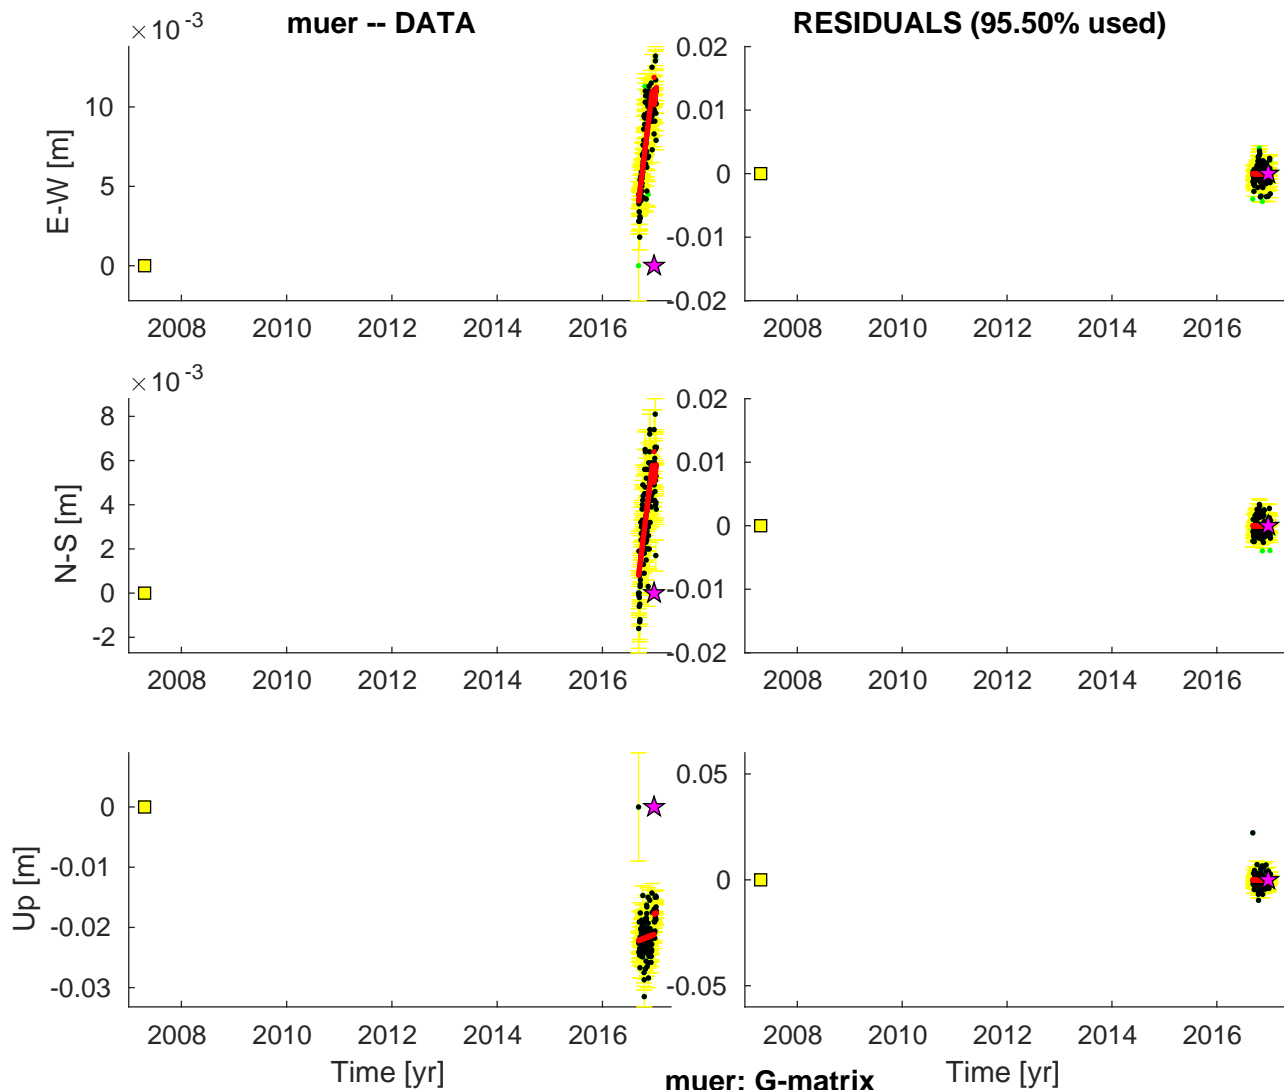 muer -- DATA
RESIDUALS (95.50% used)
× 10⁻³
10
5
0
E-W [m]
2008 2010 2012 2014 2016
0.02
0.01
0
-0.01
-0.02
2008 2010 2012 2014 2016
× 10⁻³
8
6
4
2
0
-2
N-S [m]
2008 2010 2012 2014 2016
0.02
0.01
0
-0.01
-0.02
2008 2010 2012 2014 2016
0
-0.01
-0.02
-0.03
Up [m]
2008 2010 2012 2014 2016
Time [yr]
0.05
0
-0.05
2008 2010 2012 2014 2016
Time [yr]
muer: G-matrix